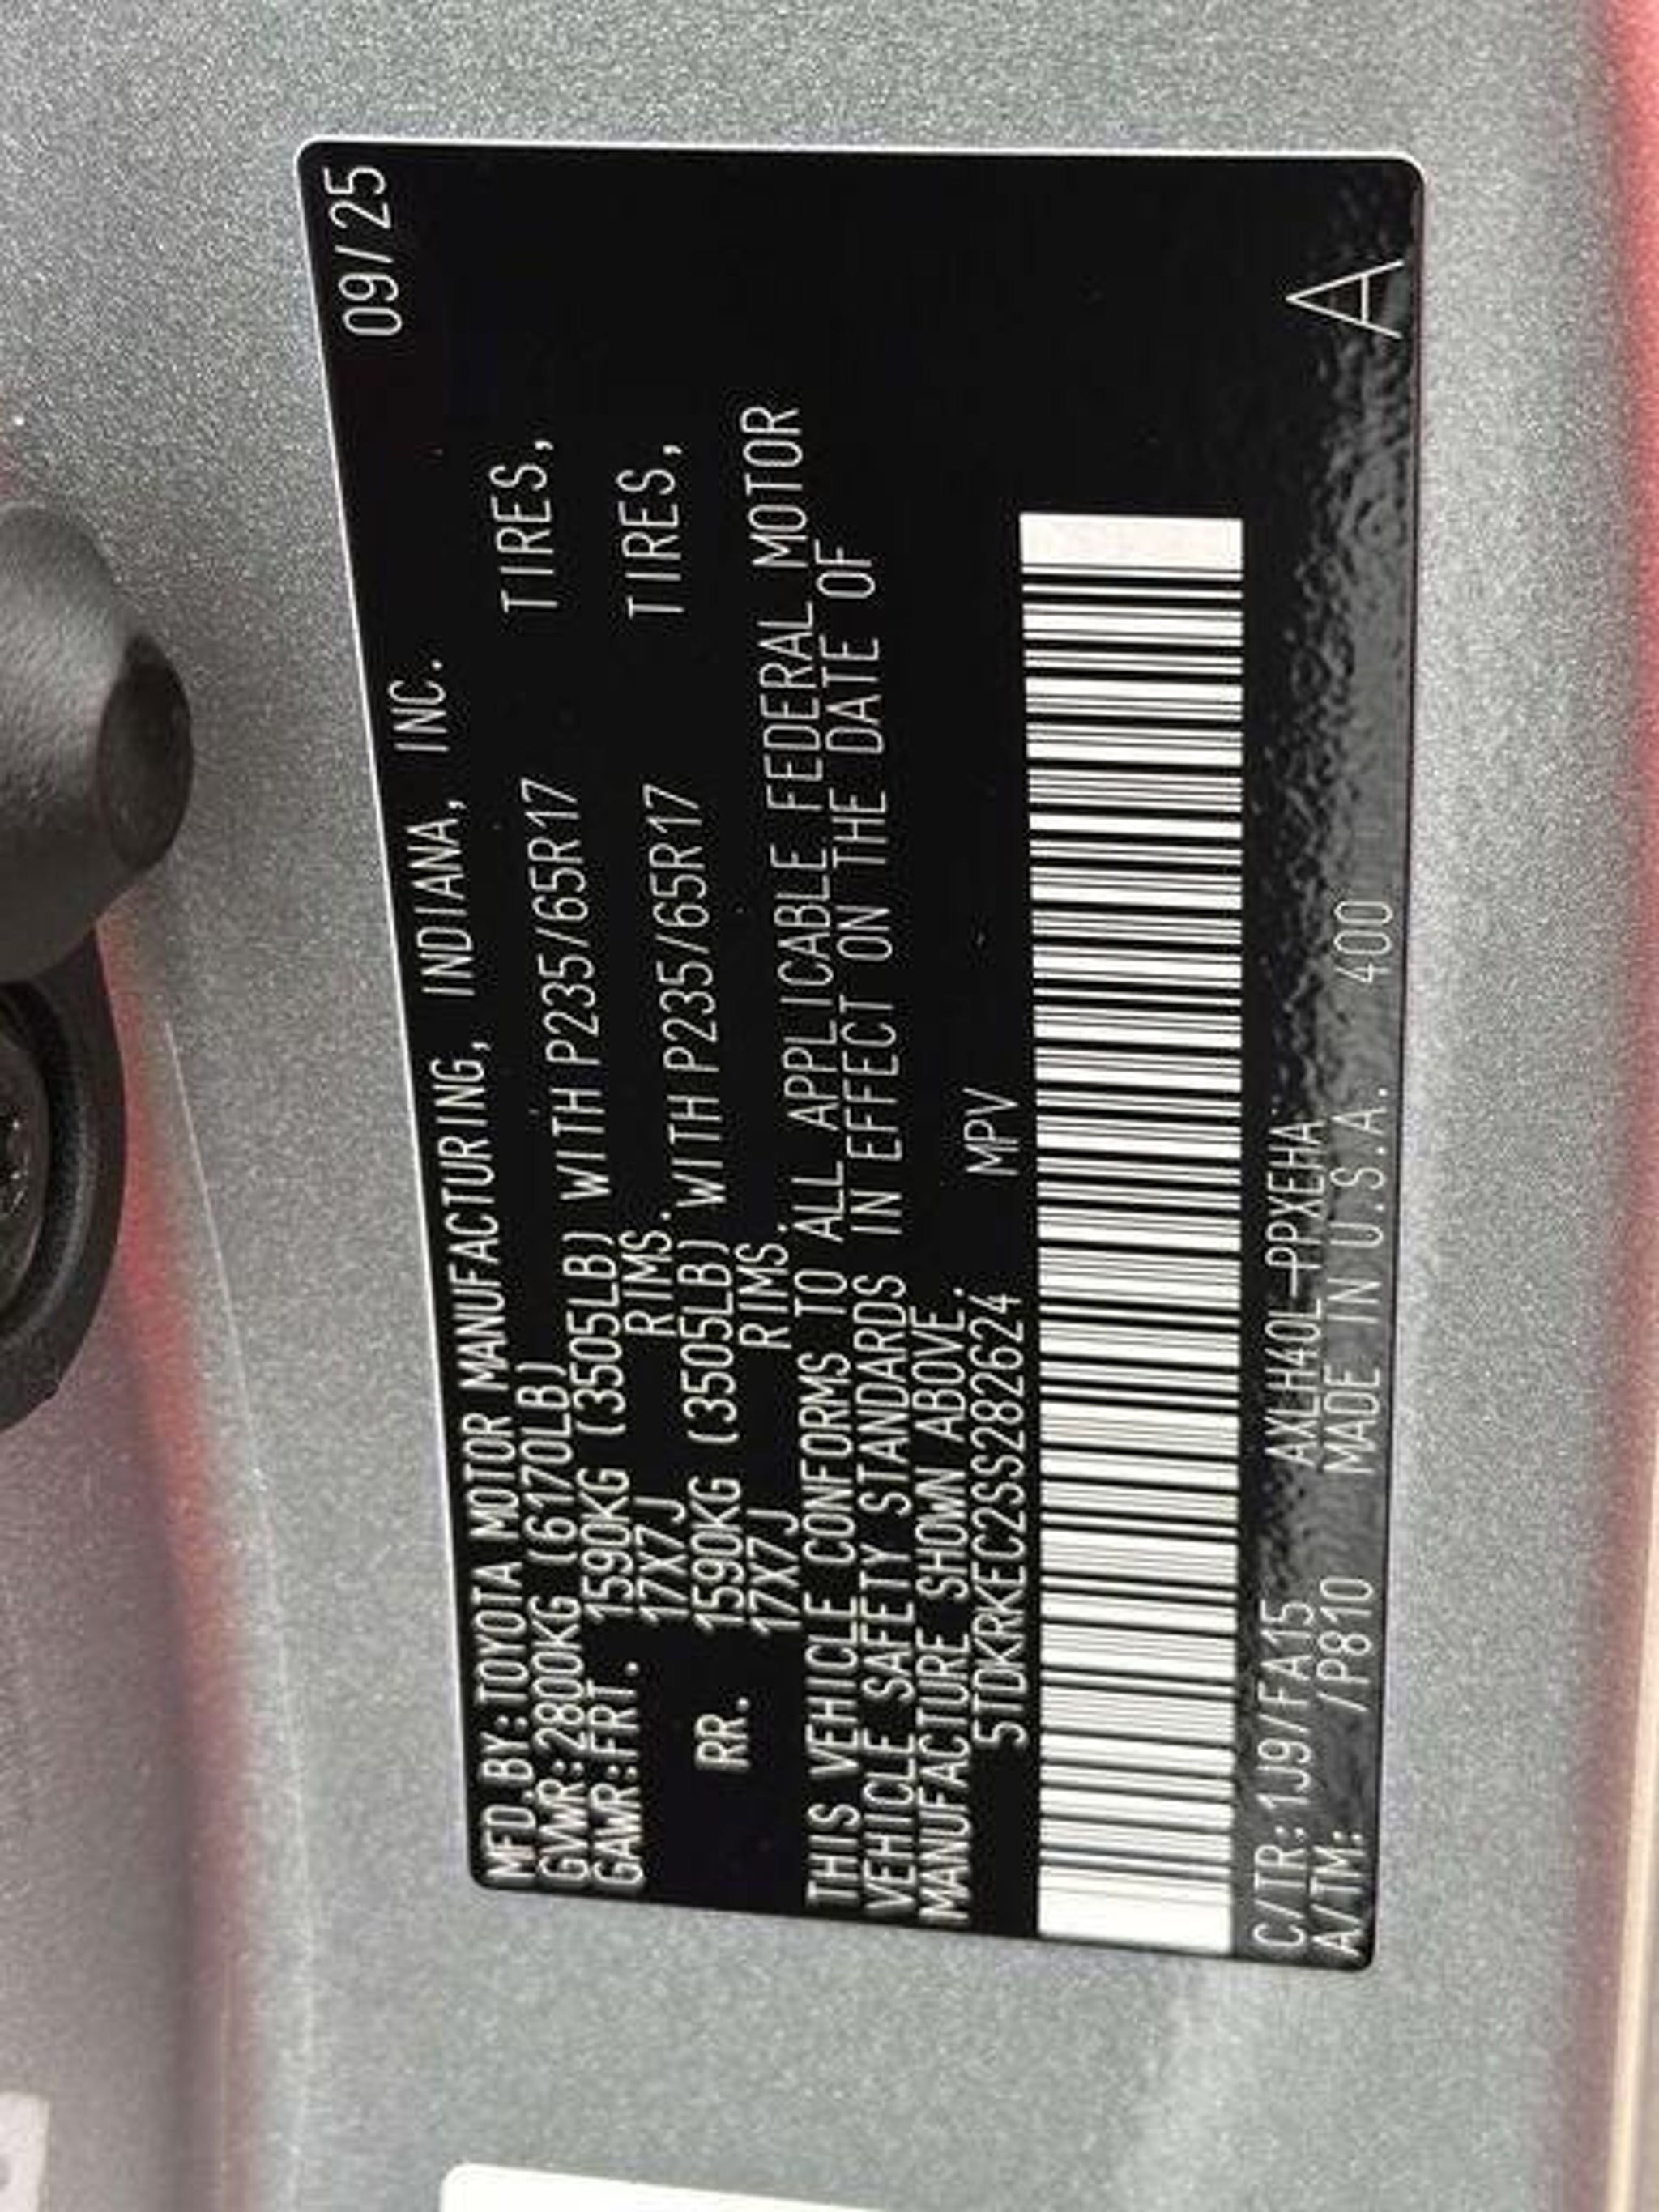 09/25
MFD.BY:TOYOTA MOTOR MANUFACTURING, INDIANA, INC.
GVWR:2800KG (6170LB)
GAWR:FRT. 1590KG (3505LB) WITH P235/65R17 TIRES,
17X7J RIMS.
RR. 1590KG (3505LB) WITH P235/65R17 TIRES,
17X7J RIMS.
THIS VEHICLE CONFORMS TO ALL APPLICABLE FEDERAL MOTOR
VEHICLE SAFETY STANDARDS IN EFFECT ON THE DATE OF
MANUFACTURE SHOWN ABOVE.
5TDKRKEC2SS282624 MPV
C/TR:1J9/FA15 AXLH40L-PPXEHA
A/TM: /P810 MADE IN U.S.A. 400
A